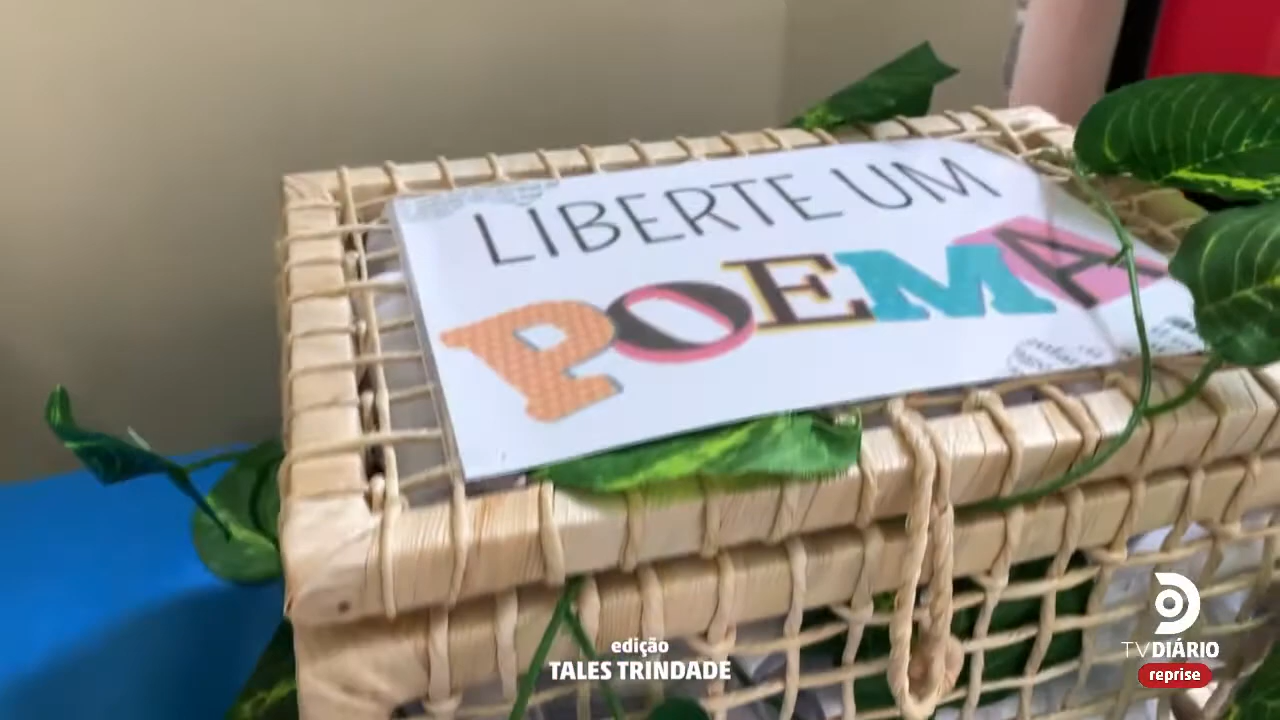 LIBERTE UM
POEMA
edição
TALES TRINDADE
TV DIÁRIO
reprise